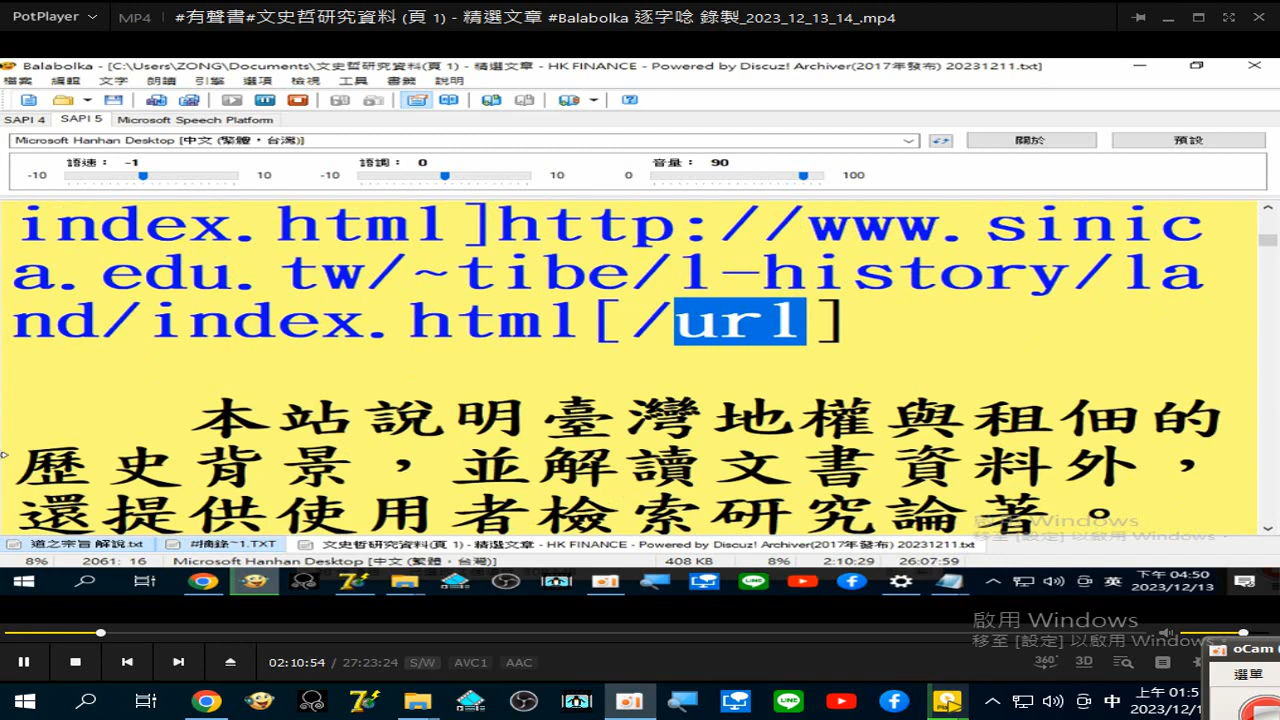 PotPlayer MP4 #有聲書#文史哲研究資料 (頁 1) - 精選文章 #Balabolka 逐字唸 錄製_2023_12_13_14_.mp4
Balabolka - [C:\Users\ZONG\Documents\文史哲研究資料(頁 1) - 精選文章 - HK FINANCE - Powered by Discuz! Archiver(2017年發布) 20231211.txt]
檔案 編輯 文字 朗讀 引擎 選項 檢視 工具 書籤 說明
SAPI 4 SAPI 5 Microsoft Speech Platform
Microsoft Hanhan Desktop [中文 (繁體，台灣)] 關於 預設
語速： -1 語調： 0 音量： 90
-10 10 -10 10 0 100
index.html]http://www.sinic
a.edu.tw/~tibe/l-history/la
nd/index.html[/url]
本站說明臺灣地權與租佃的
歷史背景，並解讀文書資料外，
還提供使用者檢索研究論著。
啟用 Windows
移至 [設定] 以啟用 Windows。
道之宗旨 解說.txt #摘錄~1.TXT 文史哲研究資料(頁 1) - 精選文章 - HK FINANCE - Powered by Discuz! Archiver(2017年發布) 20231211.txt
8% 2061: 16 Microsoft Hanhan Desktop [中文 (繁體，台灣)] 408 KB 8% 2:10:29 26:07:59
英 下午 04:50
2023/12/13
啟用 Windows
移至 [設定] 以啟用 Windows。
oCam
02:10:54 / 27:23:24 S/W AVC1 AAC 360° 3D
選單
中 上午 01:5
2023/12/1